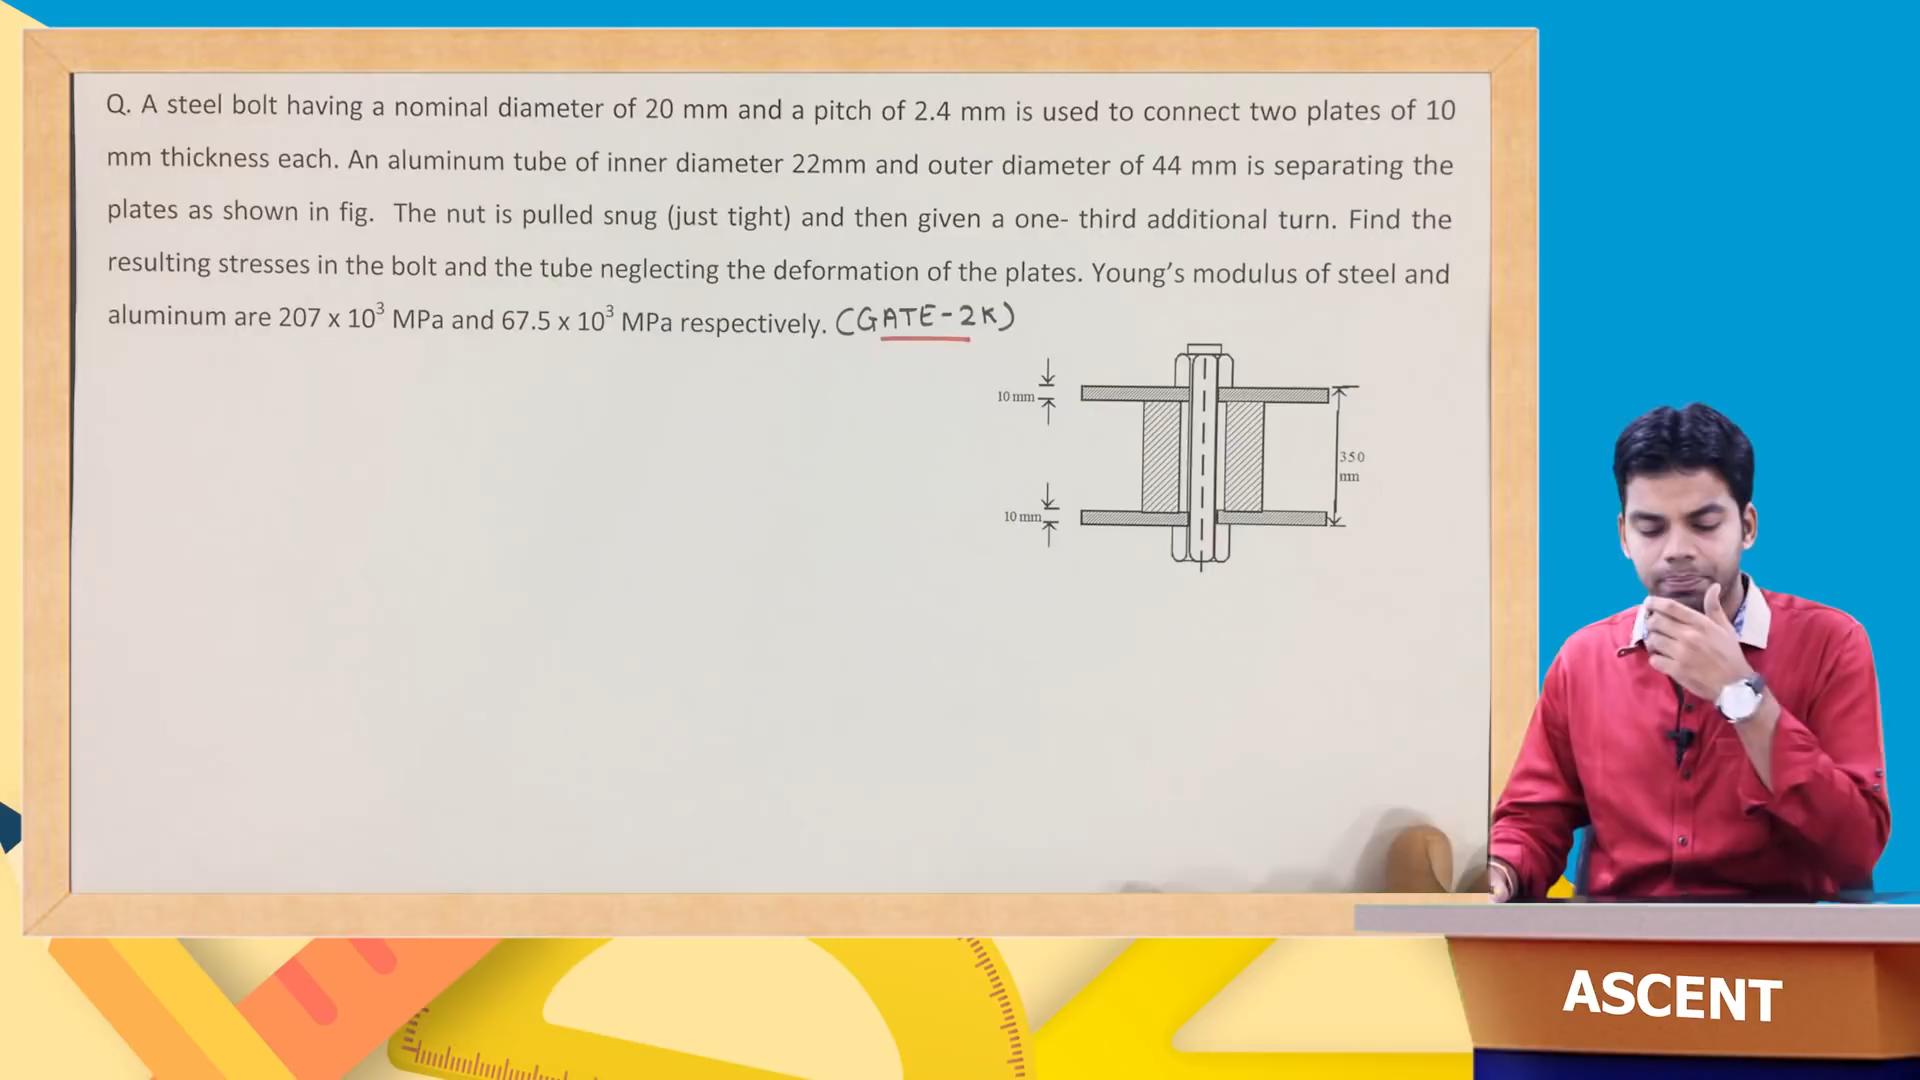 Q. A steel bolt having a nominal diameter of 20 mm and a pitch of 2.4 mm is used to connect two plates of 10
mm thickness each. An aluminum tube of inner diameter 22mm and outer diameter of 44 mm is separating the
plates as shown in fig. The nut is pulled snug (just tight) and then given a one- third additional turn. Find the
resulting stresses in the bolt and the tube neglecting the deformation of the plates. Young's modulus of steel and
aluminum are 207 x 10³ MPa and 67.5 x 10³ MPa respectively. (GATE-2K)
10 mm
350
mm
10 mm
ASCENT